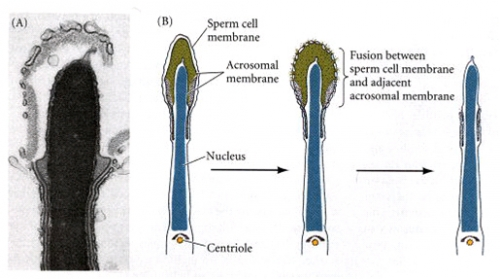 (A)
(B)
Sperm cell
membrane
Acrosomal
membrane
Fusion between
sperm cell membrane
and adjacent
acrosomal membrane
Nucleus
Centriole